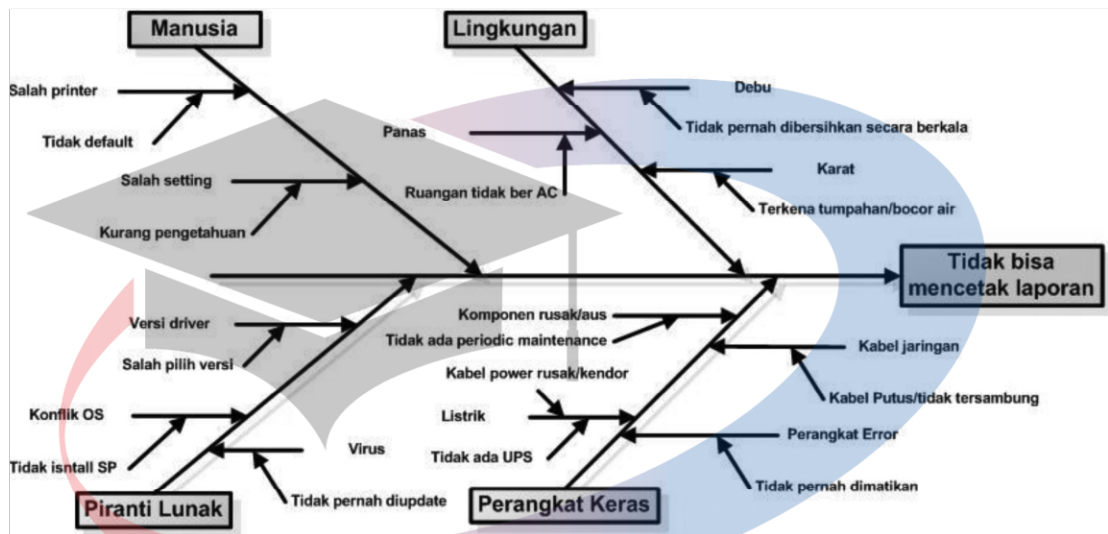 Manusia
Lingkungan
Salah printer
Tidak default
Salah setting
Kurang pengetahuan
Debu
Tidak pernah dibersihkan secara berkala
Panas
Ruangan tidak ber AC
Karat
Terkena tumpahan/bocor air
Tidak bisa
mencetak laporan
Versi driver
Salah pilih versi
Konflik OS
Tidak isntall SP
Virus
Tidak pernah diupdate
Piranti Lunak
Komponen rusak/aus
Tidak ada periodic maintenance
Kabel jaringan
Kabel Putus/tidak tersambung
Kabel power rusak/kendor
Listrik
Tidak ada UPS
Perangkat Error
Tidak pernah dimatikan
Perangkat Keras